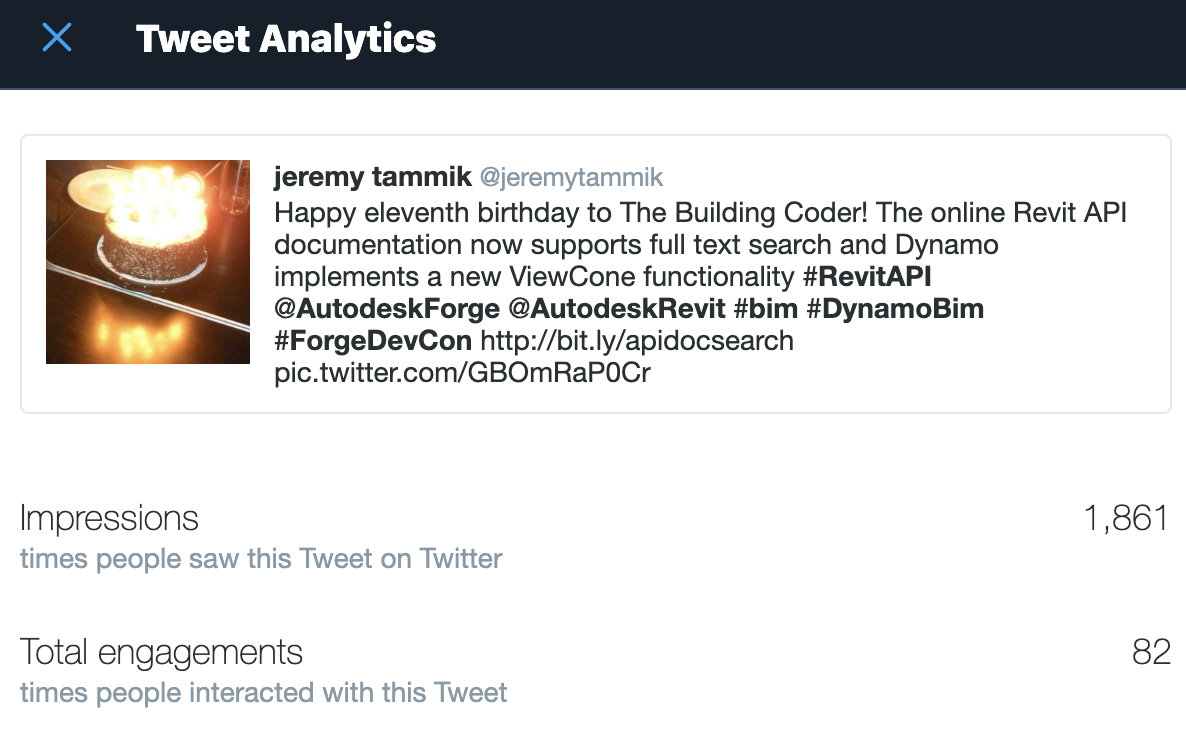 Tweet Analytics
jeremy tammik @jeremytammik
Happy eleventh birthday to The Building Coder! The online Revit API
documentation now supports full text search and Dynamo
implements a new ViewCone functionality #RevitAPI
@AutodeskForge @AutodeskRevit #bim #DynamoBim
#ForgeDevCon http://bit.ly/apidocsearch
pic.twitter.com/GBOmRaP0Cr
Impressions 1,861
times people saw this Tweet on Twitter
Total engagements 82
times people interacted with this Tweet